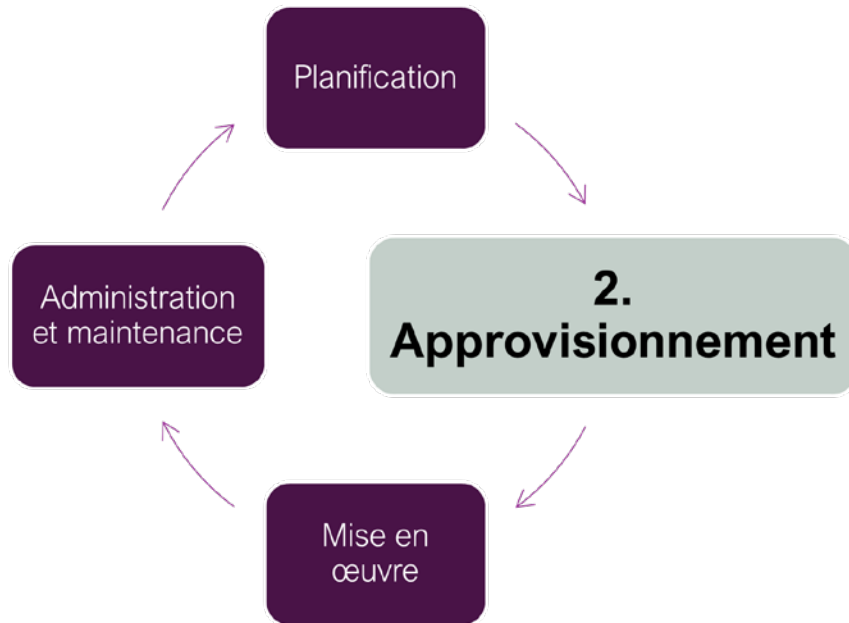 Planification
2.
Approvisionnement
Administration
et maintenance
Mise en
œuvre